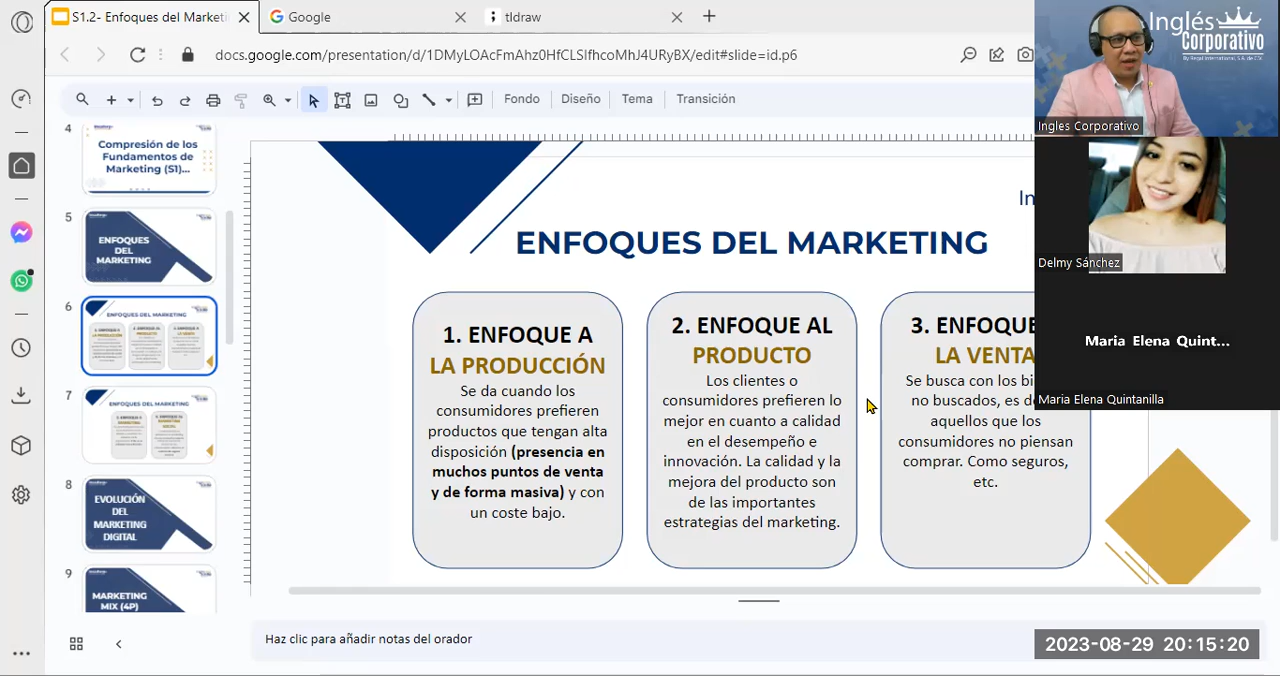 S1.2- Enfoques del Marketi
Google
tldraw
docs.google.com/presentation/d/1DMyLOAcFmAhz0HfCLSIfhcoMhJ4URyBX/edit#slide=id.p6
Fondo
Diseño
Tema
Transición
4
Compresión de los
Fundamentos de
Marketing (S1)...
5
ENFOQUES
DEL
MARKETING
6
ENFOQUES DEL MARKETING
7
ENFOQUES DEL MARKETING
8
EVOLUCIÓN
DEL
MARKETING
DIGITAL
9
MARKETING
MIX (4P)
In
ENFOQUES DEL MARKETING
1. ENFOQUE A
LA PRODUCCIÓN
Se da cuando los
consumidores prefieren
productos que tengan alta
disposición (presencia en
muchos puntos de venta
y de forma masiva) y con
un coste bajo.
2. ENFOQUE AL
PRODUCTO
Los clientes o
consumidores prefieren lo
mejor en cuanto a calidad
en el desempeño e
innovación. La calidad y la
mejora del producto son
de las importantes
estrategias del marketing.
3. ENFOQUE
LA VENTA
Se busca con los bi
no buscados, es de
aquellos que los
consumidores no piensan
comprar. Como seguros,
etc.
Haz clic para añadir notas del orador
Inglés
Corporativo
By Regal International, S.A. de C.V.
Ingles Corporativo
Delmy Sánchez
Maria Elena Quint...
Maria Elena Quintanilla
2023-08-29 20:15:20